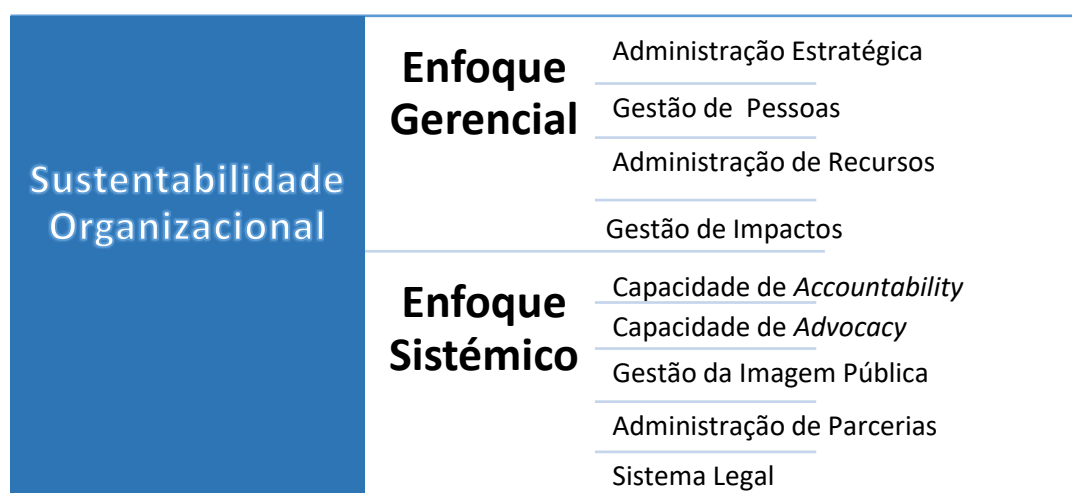 Sustentabilidade
Organizacional
Enfoque
Gerencial
Administração Estratégica
Gestão de Pessoas
Administração de Recursos
Gestão de Impactos
Enfoque
Sistémico
Capacidade de Accountability
Capacidade de Advocacy
Gestão da Imagem Pública
Administração de Parcerias
Sistema Legal